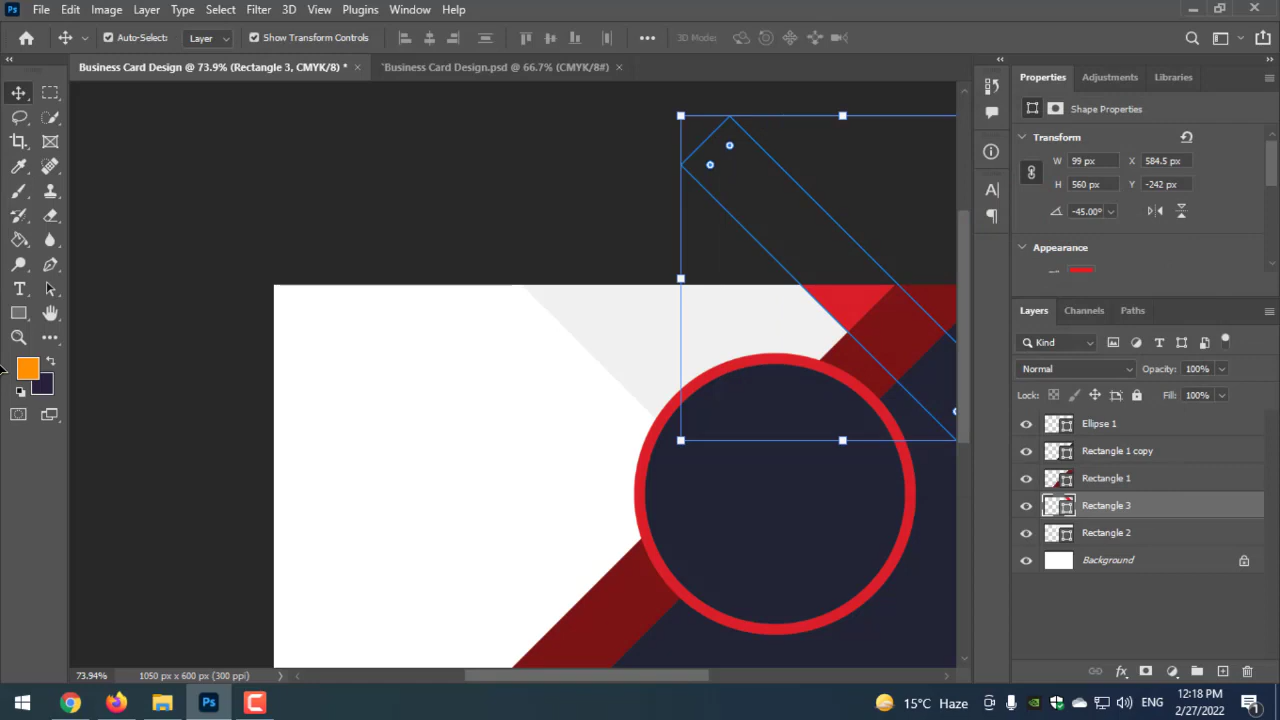 Ps File Edit Image Layer Type Select Filter 3D View Plugins Window Help
Auto-Select: Layer Show Transform Controls 3D Mode:
Business Card Design @ 73.9% (Rectangle 3, CMYK/8) * × `Business Card Design.psd @ 66.7% (CMYK/8#) ×
Properties Adjustments Libraries
Shape Properties
Transform
W 99 px X 584.5 px
H 560 px Y -242 px
-45.00°
Appearance
Layers Channels Paths
Kind
Normal Opacity: 100%
Lock: Fill: 100%
Ellipse 1
Rectangle 1 copy
Rectangle 1
Rectangle 3
Rectangle 2
Background
73.94% 1050 px x 600 px (300 ppi)
Ps 15°C Haze ENG 12:18 PM
2/27/2022 1